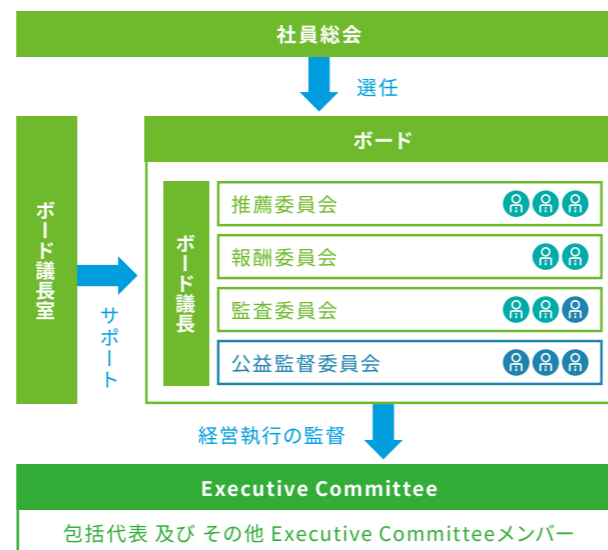 社員総会
選任
ボード
ボード議長室
サポート
ボード議長
推薦委員会
報酬委員会
監査委員会
公益監督委員会
経営執行の監督
Executive Committee
包括代表 及び その他 Executive Committeeメンバー